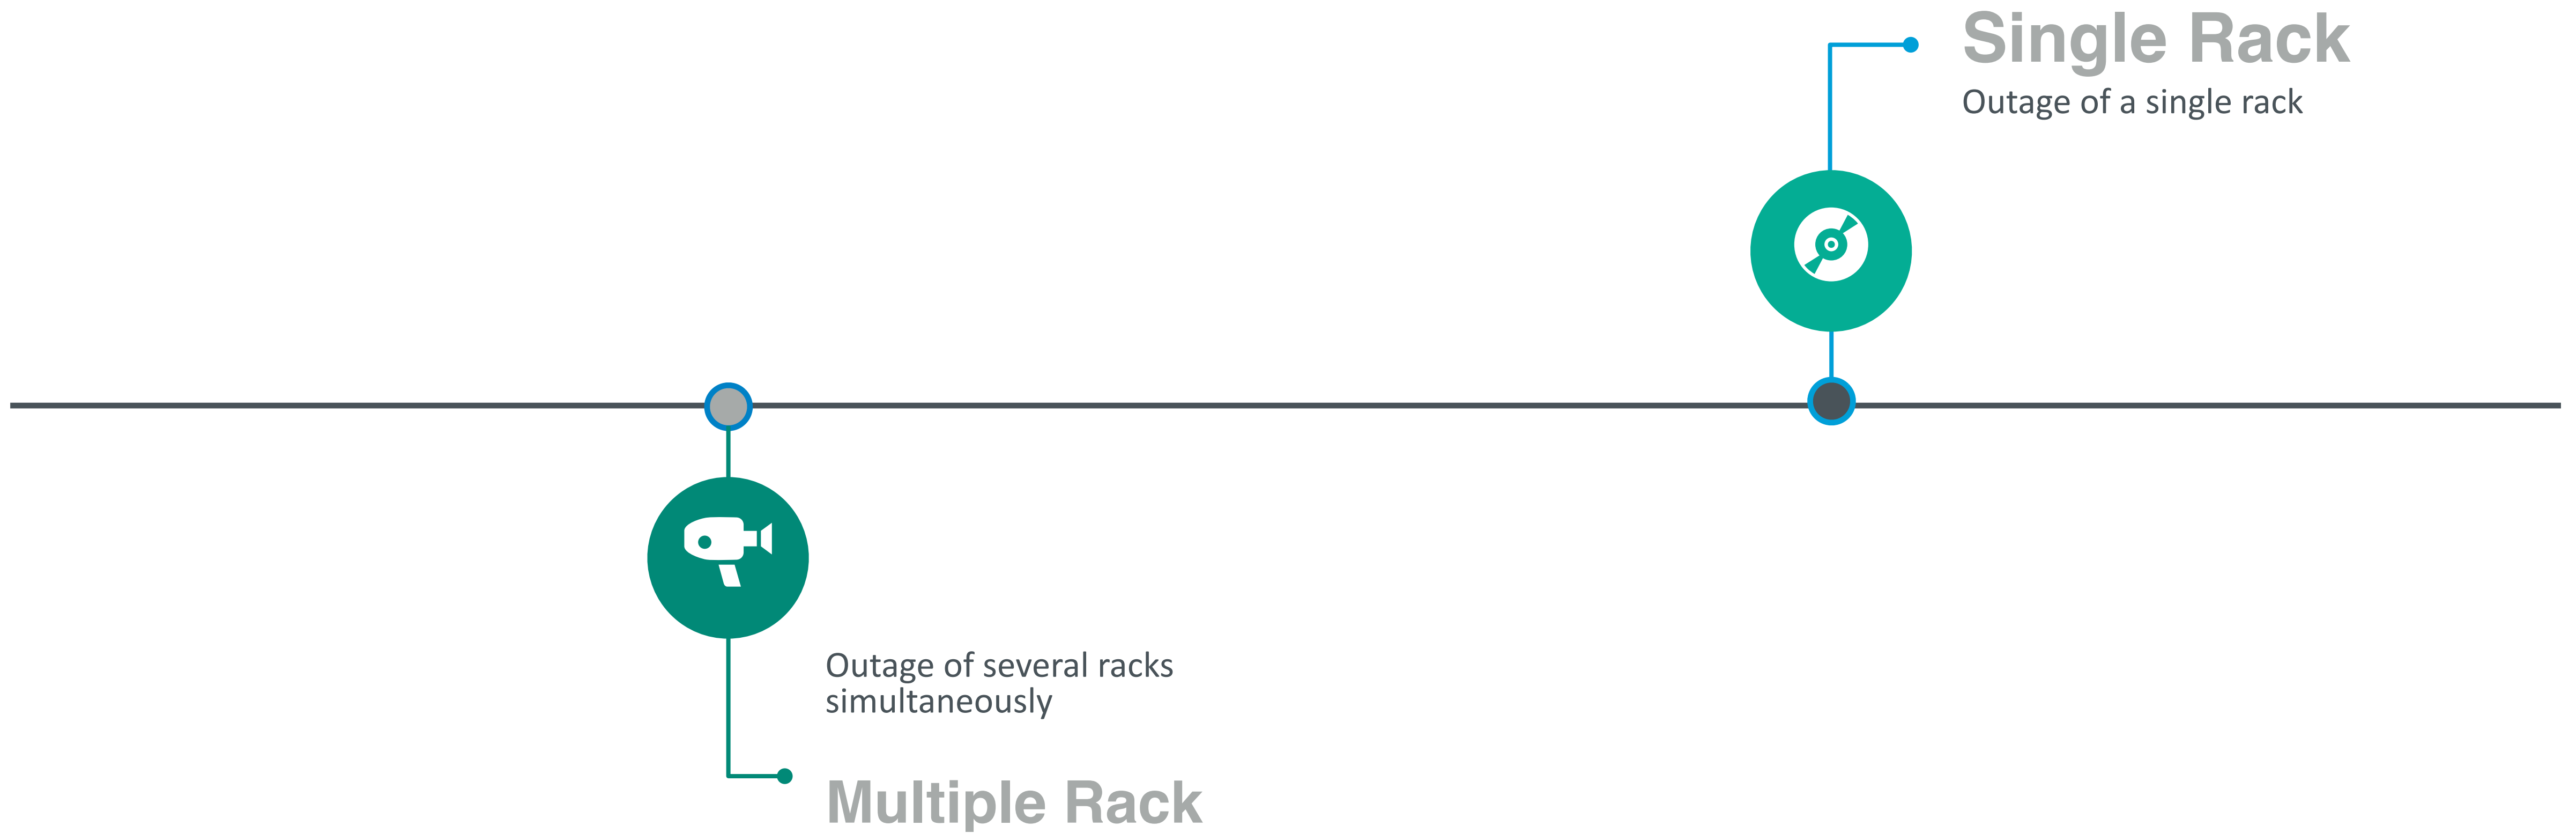 Single Rack
Outage of a single rack
Outage of several racks
simultaneously
Multiple Rack